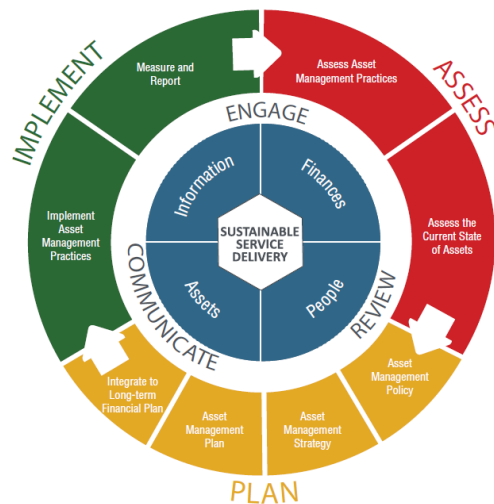 IMPLEMENT
ASSESS
PLAN
Measure and
Report
Assess Asset
Management Practices
Assess the
Current State
of Assets
Asset
Management
Policy
Asset
Management
Strategy
Asset
Management
Plan
Integrate to
Long-term
Financial Plan
Implement
Asset
Management
Practices
ENGAGE
REVIEW
COMMUNICATE
Information
Finances
People
Assets
SUSTAINABLE
SERVICE
DELIVERY